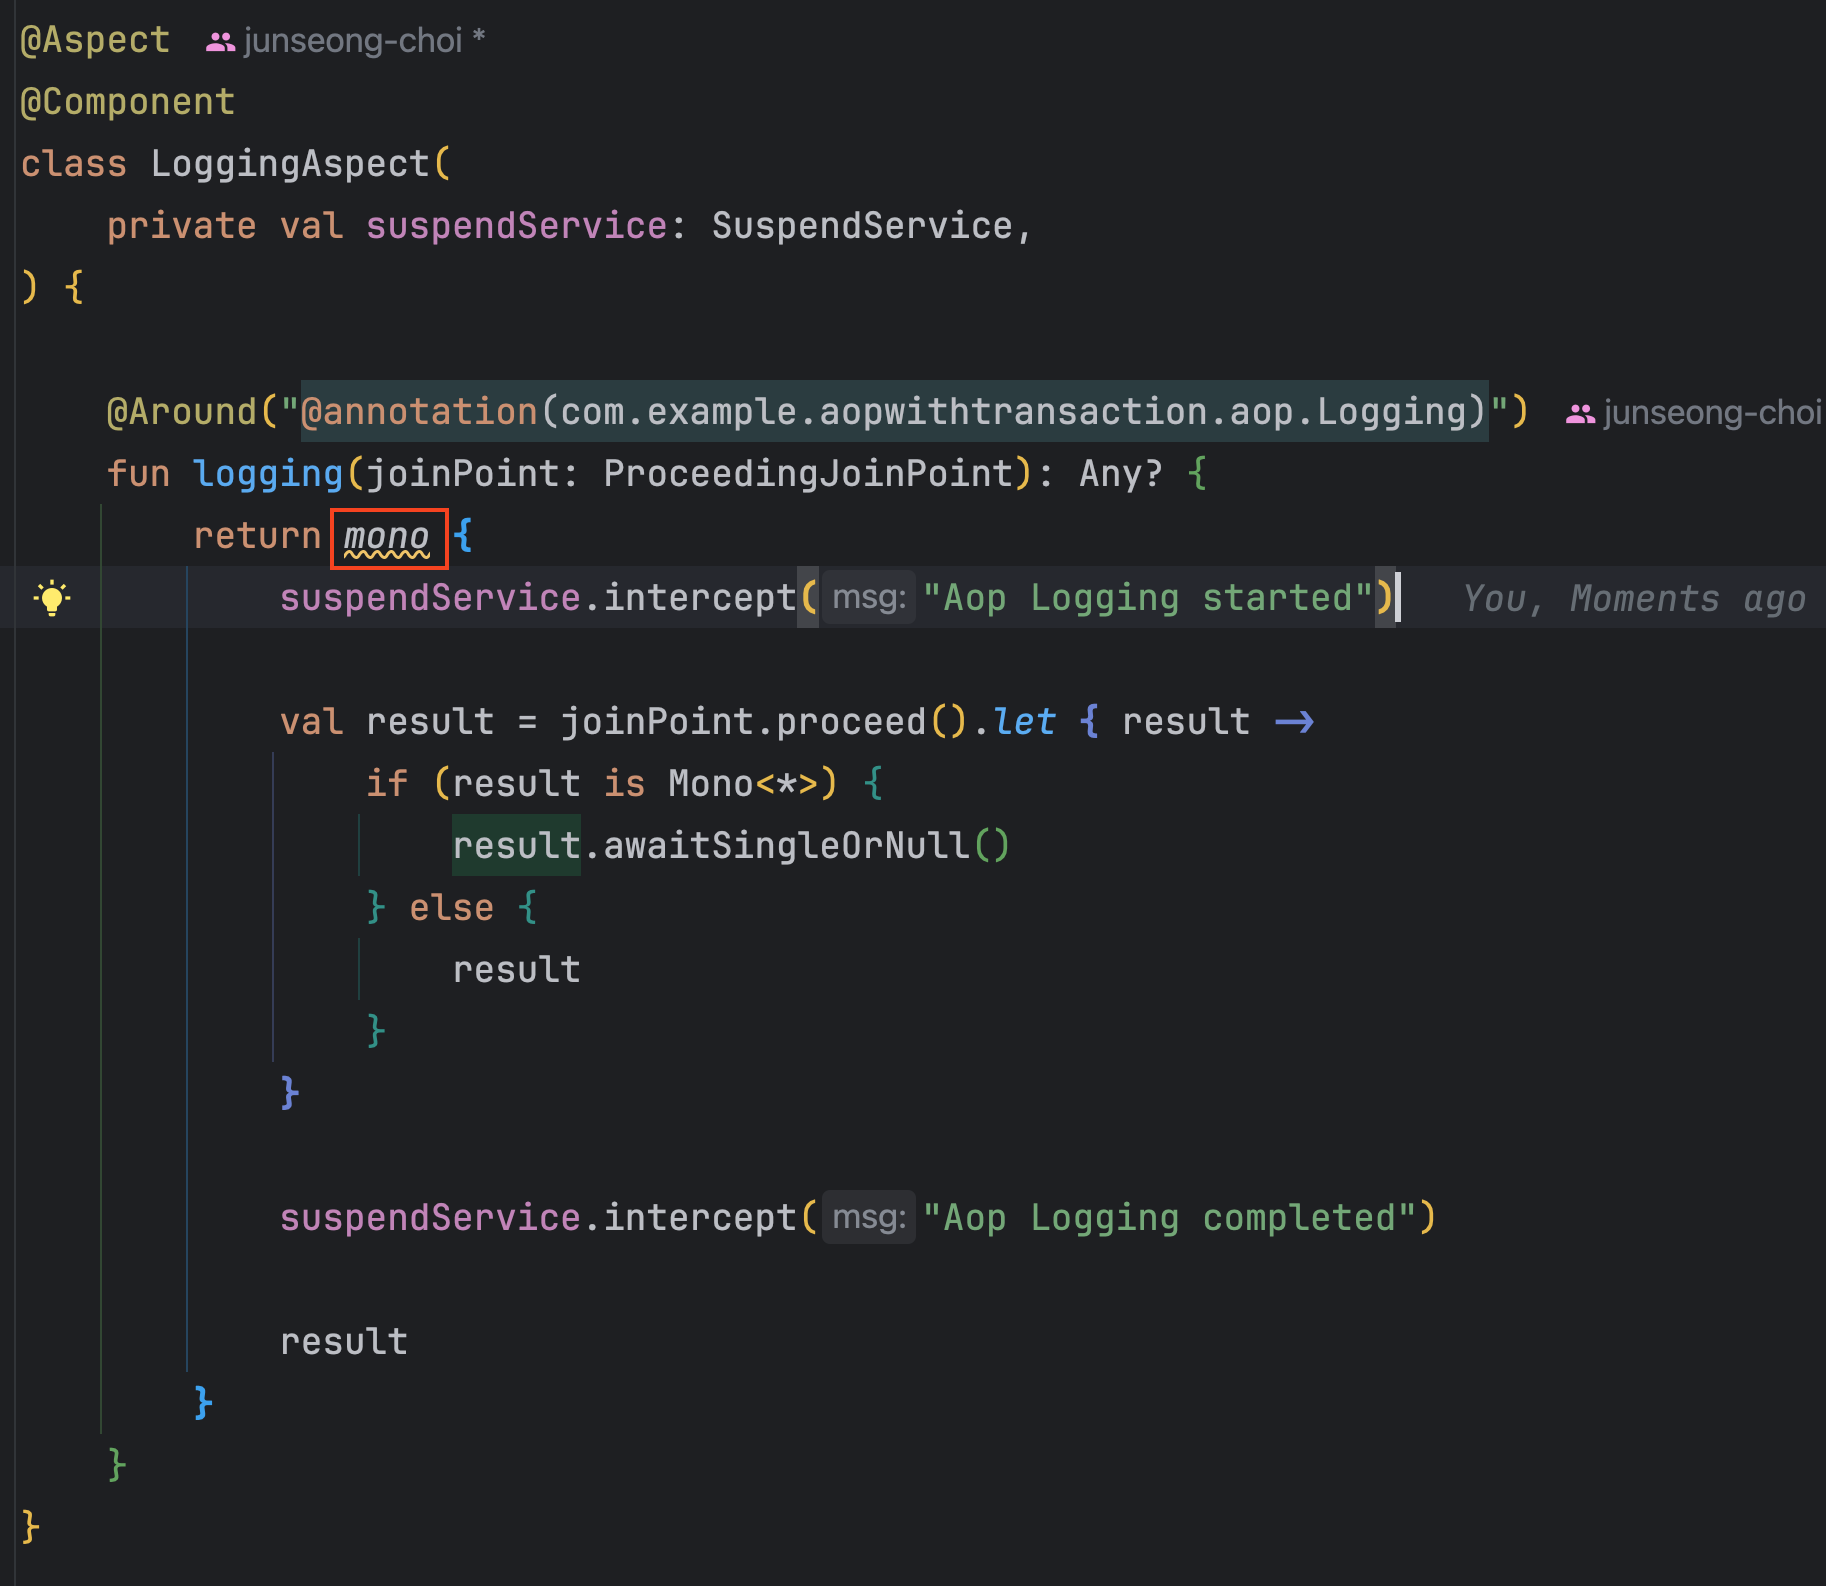 @Aspect junseong-choi *
@Component
class LoggingAspect(
    private val suspendService: SuspendService,
) {
    @Around("@annotation(com.example.aopwithtransaction.aop.Logging)") junseong-choi
    fun logging(joinPoint: ProceedingJoinPoint): Any? {
        return mono {
            suspendService.intercept( msg: "Aop Logging started") You, Moments ago
            val result = joinPoint.proceed().let { result →
                if (result is Mono<*>) {
                    result.awaitSingleOrNull()
                } else {
                    result
                }
            }
            suspendService.intercept( msg: "Aop Logging completed")
            result
        }
    }
}